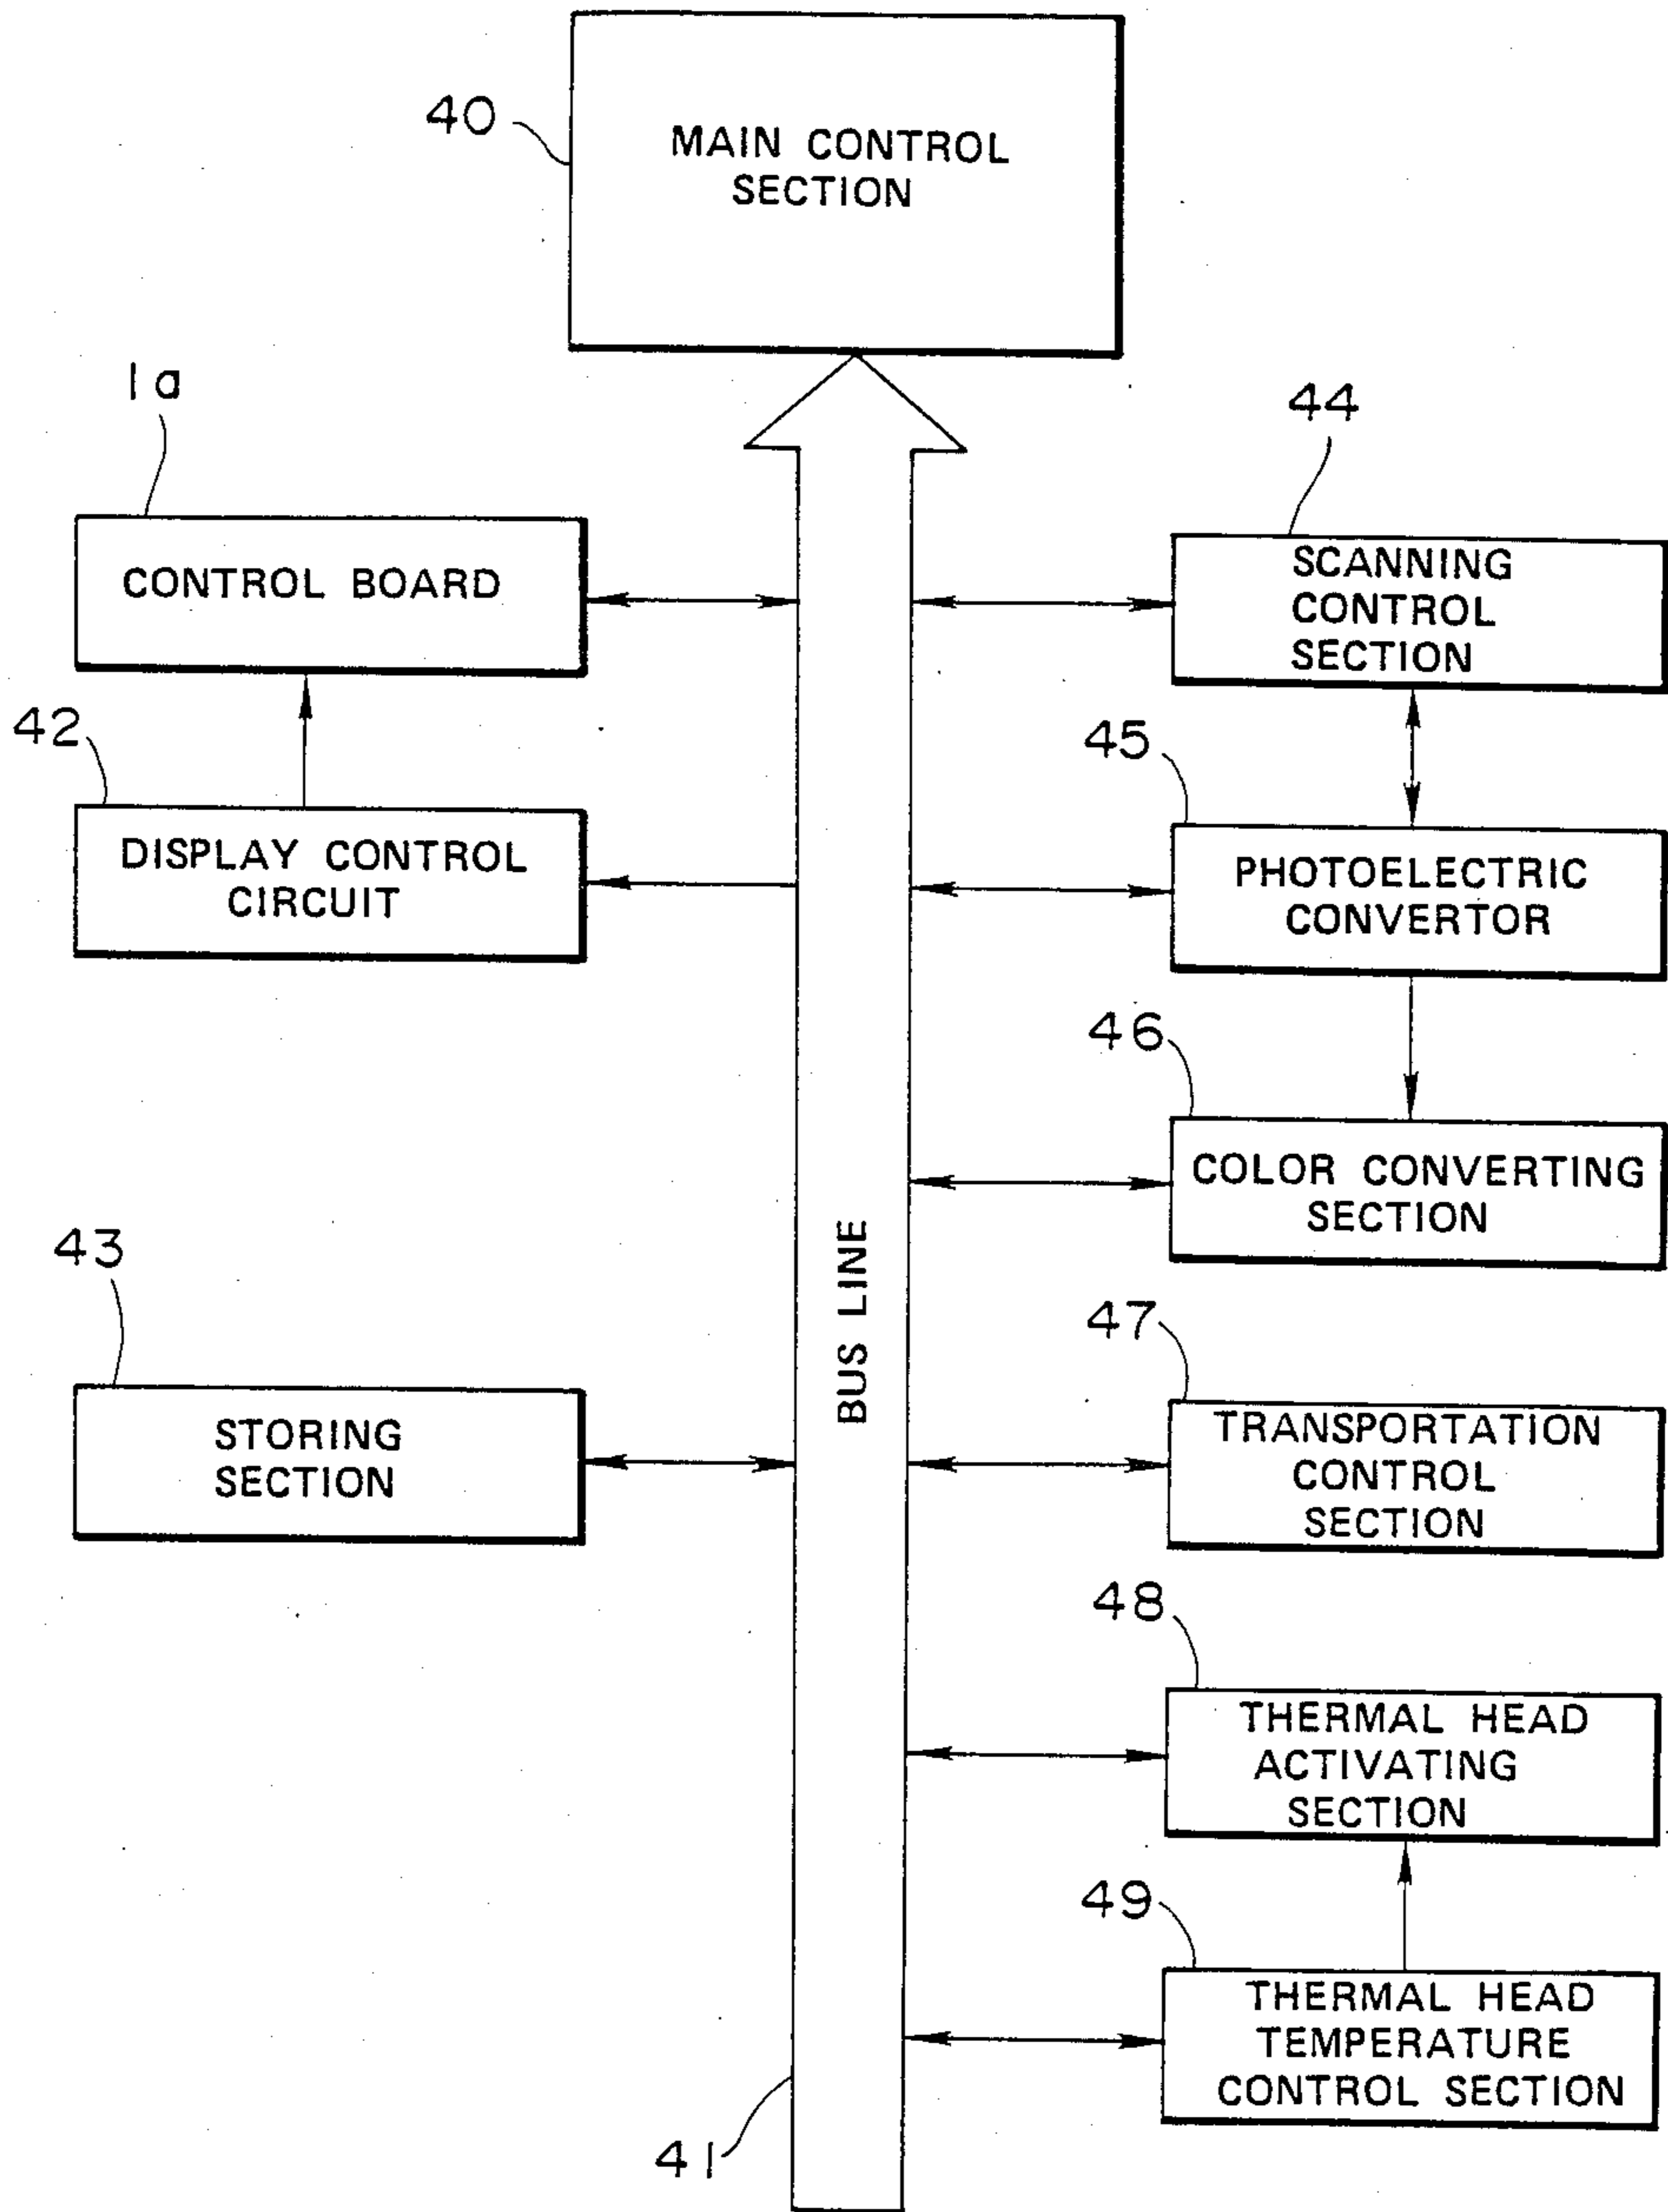 40
MAIN CONTROL
SECTION
1a
CONTROL BOARD
42
DISPLAY CONTROL
CIRCUIT
43
STORING
SECTION
BUS LINE
41
44
SCANNING
CONTROL
SECTION
45
PHOTOELECTRIC
CONVERTOR
46
COLOR CONVERTING
SECTION
47
TRANSPORTATION
CONTROL
SECTION
48
THERMAL HEAD
ACTIVATING
SECTION
49
THERMAL HEAD
TEMPERATURE
CONTROL SECTION